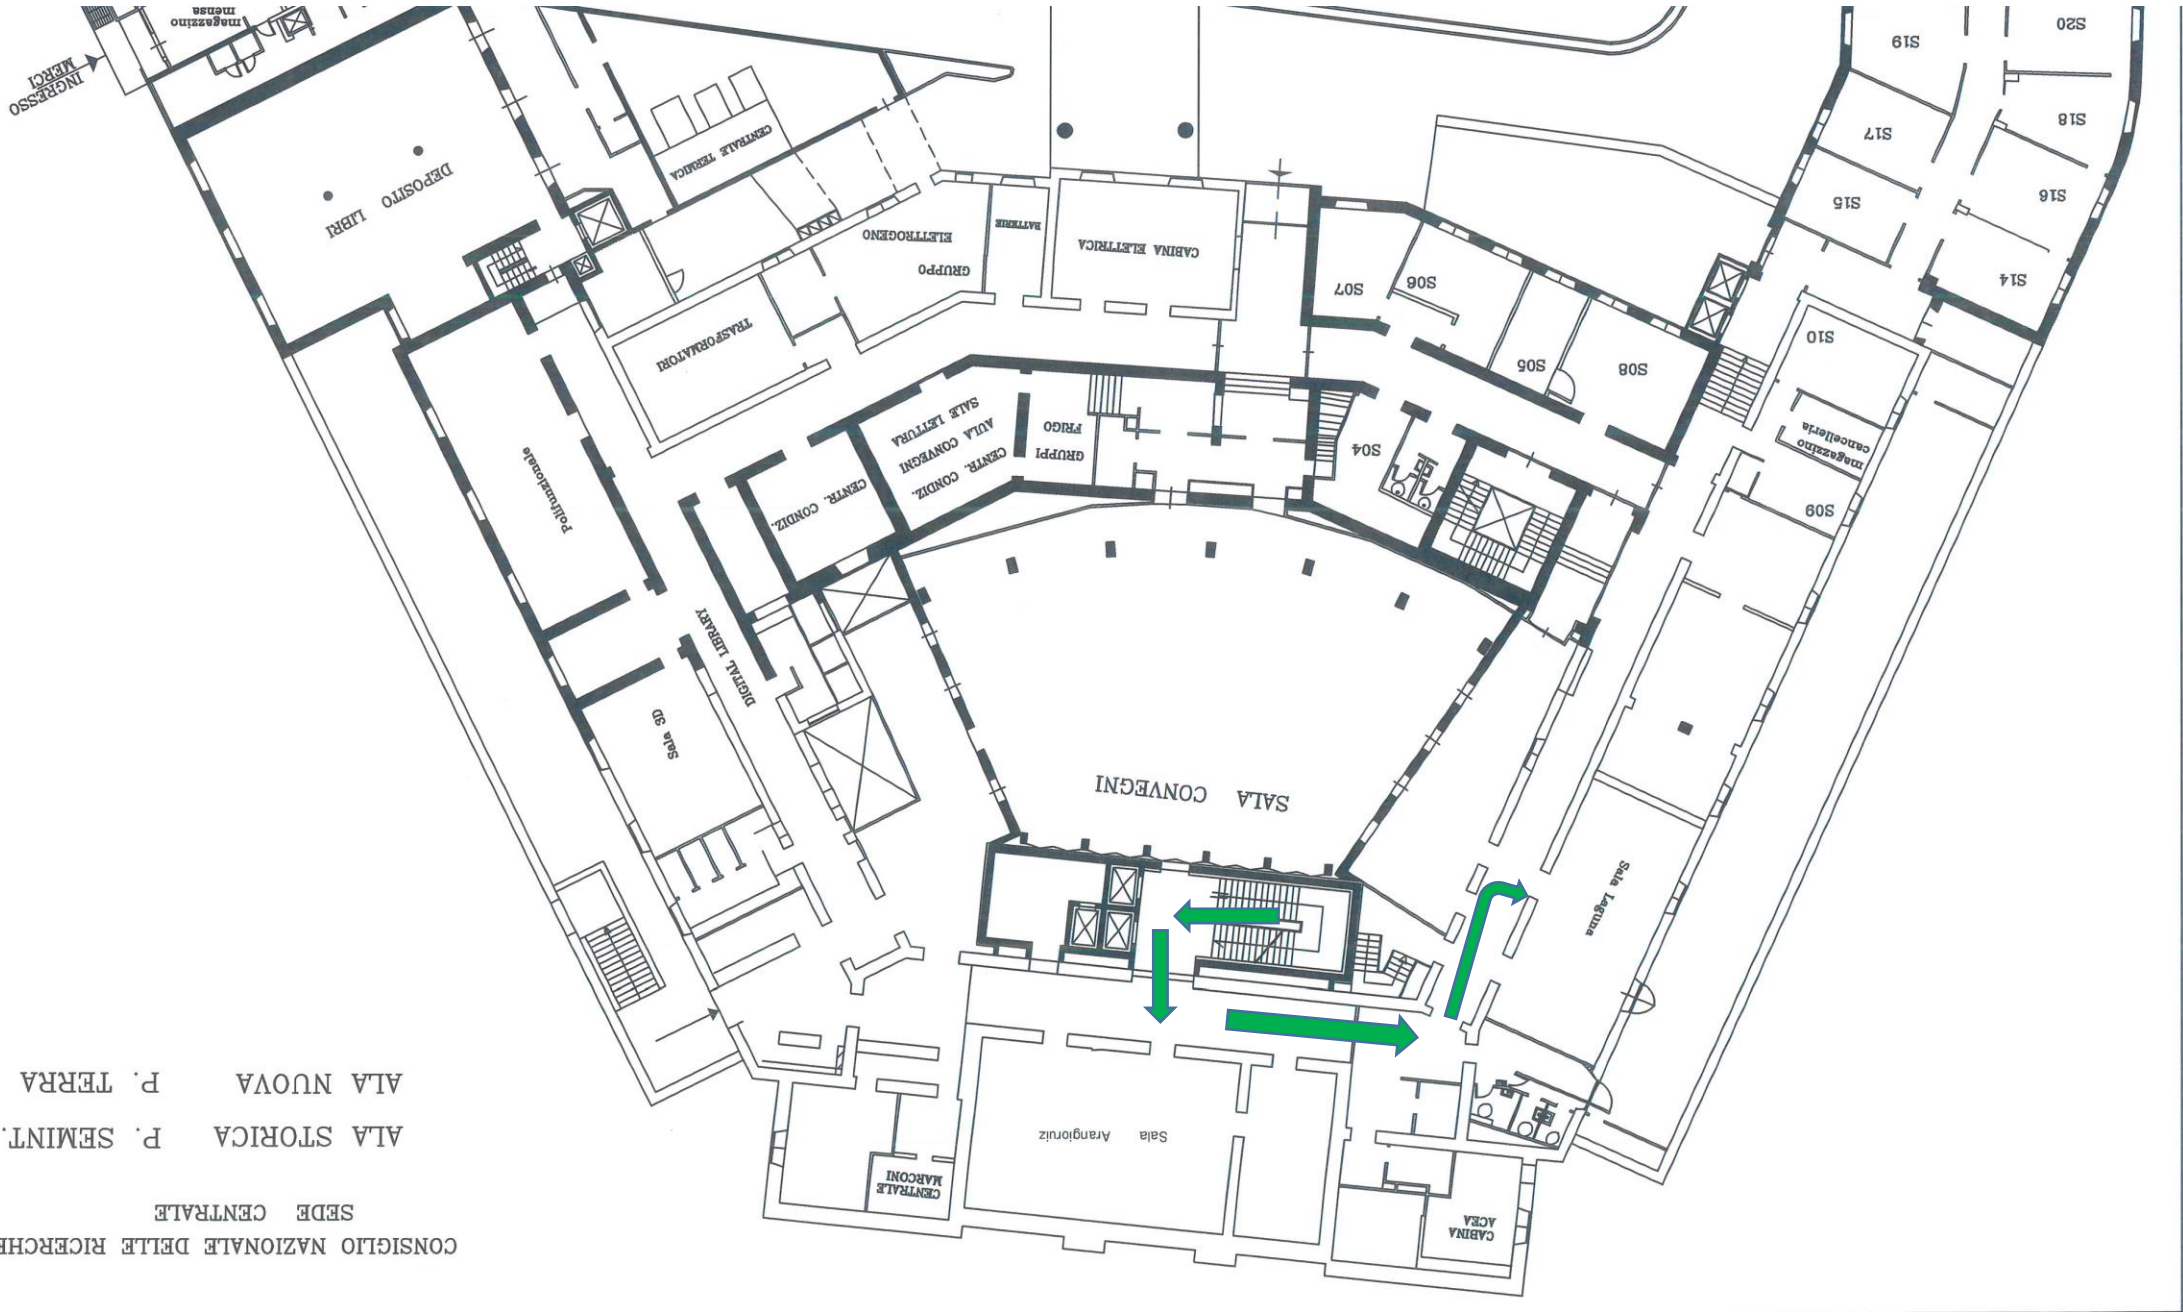 CONSIGLIO NAZIONALE DELLE RICERCHE
SEDE CENTRALE
ALA STORICA P. SEMINT.
ALA NUOVA P. TERRA
CABINA
ACEA
CENTRALE
MARCONI
Sala Arangioruiz
Sala Laguna
SALA CONVEGNI
Sala 3D
DIGITAL LIBRARY
S09
magazzino
cancelleria
S10
S04
GRUPPI
FRIGO
CENTR. CONDIZ.
AULA CONVEGNI
SALE LETTURA
CENTR. CONDIZ.
Polifunzionale
S08
S05
S06
S07
TRASFORMATORI
CABINA ELETTRICA
BATTERIE
GRUPPO
ELETTROGENO
S14
S15
S16
S17
S18
S19
S20
CENTRALE TERMICA
DEPOSITO LIBRI
INGRESSO
MERCI
magazzino
mensa